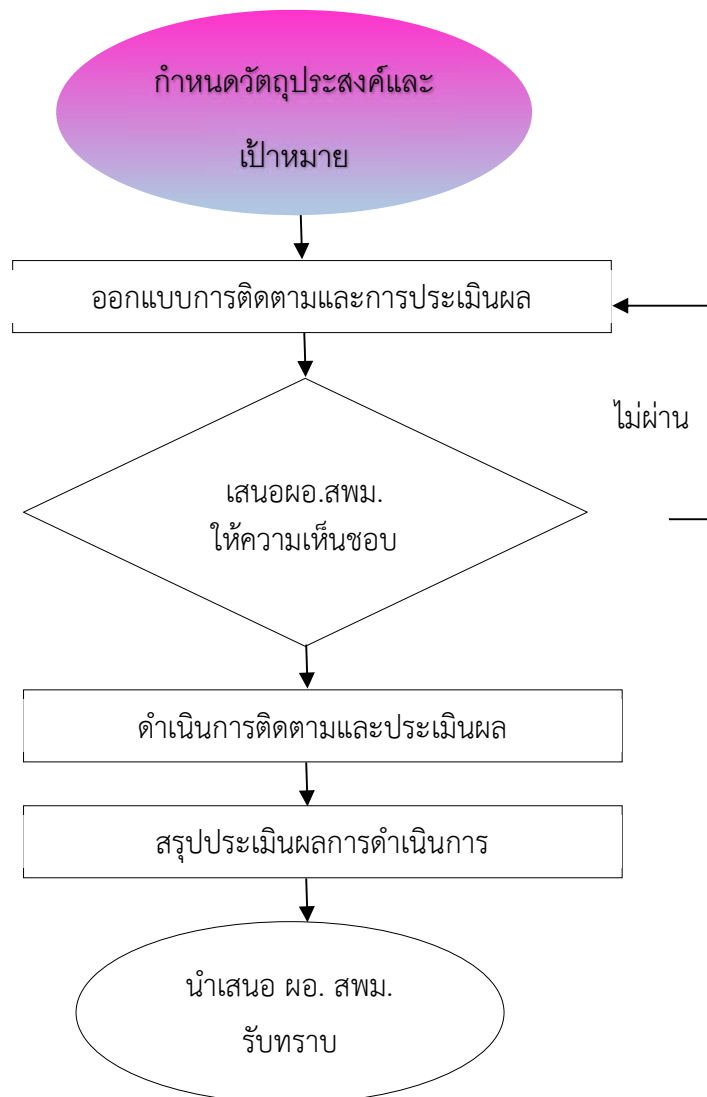 กำหนดวัตถุประสงค์และ
เป้าหมาย
ออกแบบการติดตามและการประเมินผล
ไม่ผ่าน
เสนอผอ.สพม.
ให้ความเห็นชอบ
ดำเนินการติดตามและประเมินผล
สรุปประเมินผลการดำเนินการ
นำเสนอ ผอ. สพม.
รับทราบ